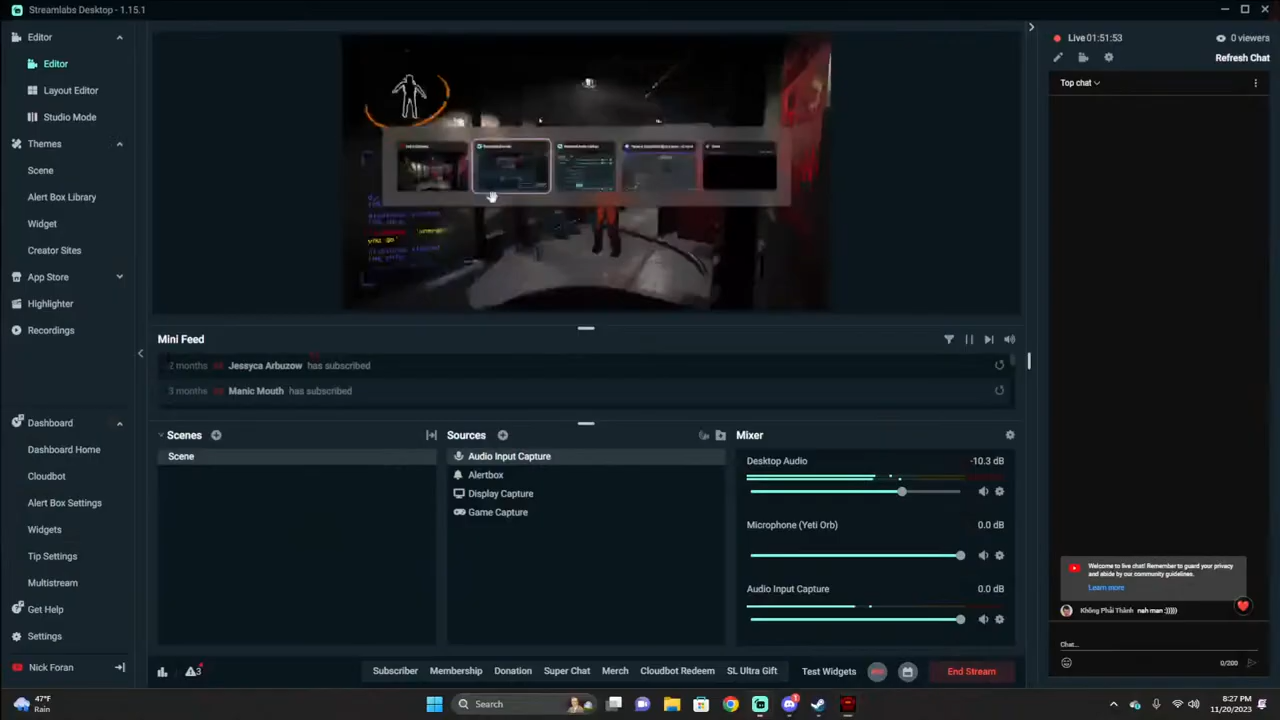 Streamlabs Desktop - 1.15.1
Editor
Editor
Layout Editor
Studio Mode
Themes
Scene
Alert Box Library
Widget
Creator Sites
App Store
Highlighter
Recordings
Dashboard
Dashboard Home
Cloudbot
Alert Box Settings
Widgets
Tip Settings
Multistream
Get Help
Settings
Nick Foran
Mini Feed
2 months Jessyca Arbuzow has subscribed
3 months Manic Mouth has subscribed
Scenes
Scene
Sources
Audio Input Capture
Alertbox
Display Capture
Game Capture
Mixer
Desktop Audio -10.3 dB
Microphone (Yeti Orb) 0.0 dB
Audio Input Capture 0.0 dB
3
Subscriber Membership Donation Super Chat Merch Cloudbot Redeem SL Ultra Gift Test Widgets End Stream
Live 01:51:53 0 viewers
Refresh Chat
Top chat
Welcome to live chat! Remember to guard your privacy
and abide by our community guidelines.
Learn more
Không Phải Thành nah man :)))))
Chat...
0/200
47°F
Rain
Search
8:27 PM
11/20/2023